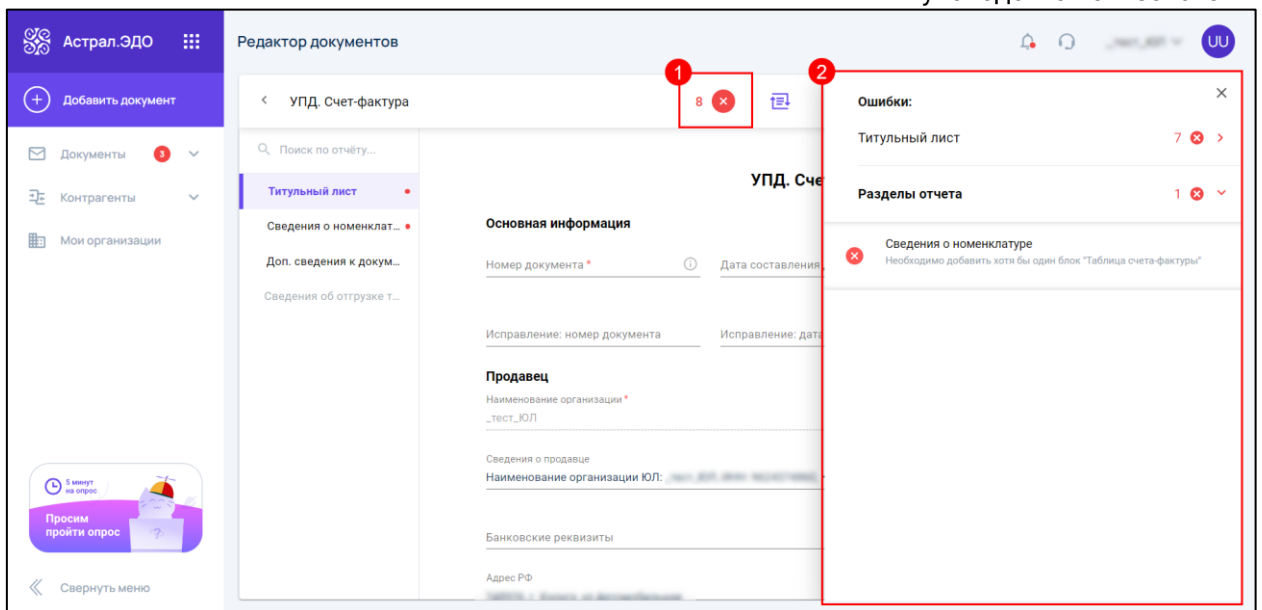 Астрал.ЭДО
Редактор документов
UU
1
2
Добавить документ
УПД. Счет-фактура
8
Ошибки:
Титульный лист 7
Документы 3
Поиск по отчёту...
Контрагенты
Титульный лист
УПД. Сче
Разделы отчета 1
Мои организации
Сведения о номенклат...
Основная информация
Сведения о номенклатуре
Необходимо добавить хотя бы один блок "Таблица счета-фактуры"
Доп. сведения к докум...
Номер документа *
Дата составления
Сведения об отгрузке т...
Исправление: номер документа
Исправление: дат
Продавец
Наименование организации *
_тест_ЮЛ
Сведения о продавце
Наименование организации ЮЛ:
5 минут
на опрос
Просим
пройти опрос
?
Банковские реквизиты
Адрес РФ
Свернуть меню